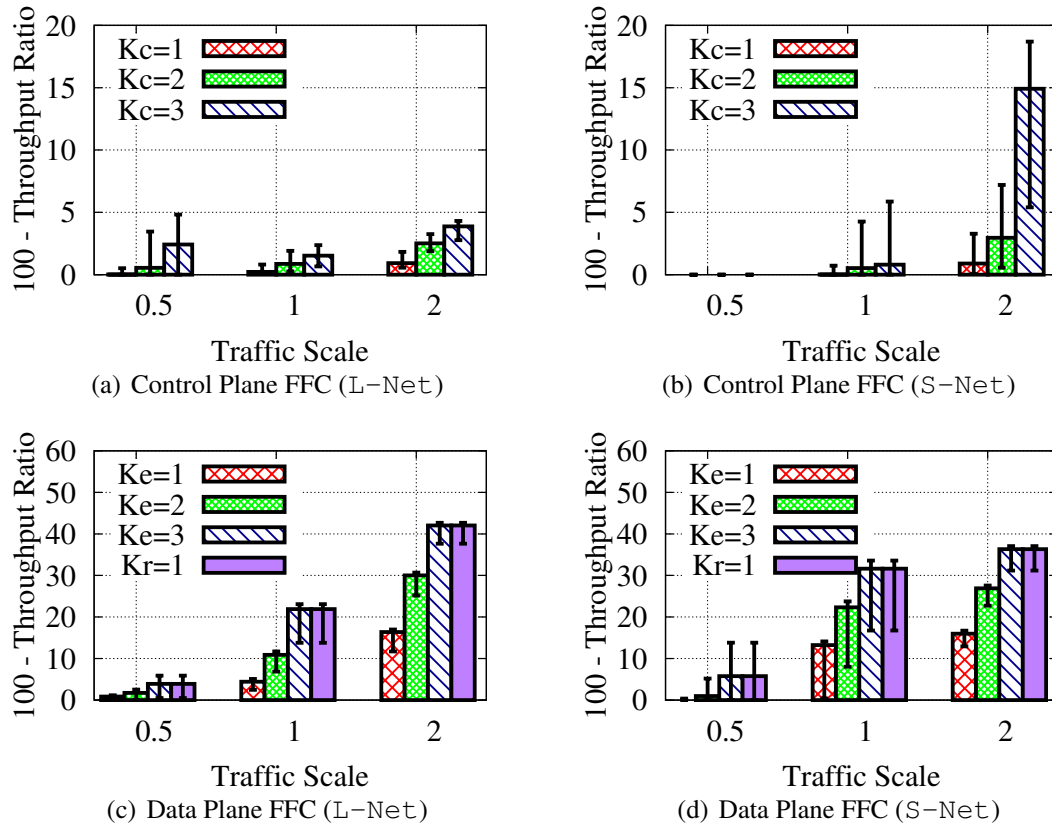 100 - Throughput Ratio
20
15
10
5
0
Kc=1
Kc=2
Kc=3
0.5 1 2
Traffic Scale
(a) Control Plane FFC (L-Net)
100 - Throughput Ratio
20
15
10
5
0
Kc=1
Kc=2
Kc=3
0.5 1 2
Traffic Scale
(b) Control Plane FFC (S-Net)
100 - Throughput Ratio
60
50
40
30
20
10
0
Ke=1
Ke=2
Ke=3
Kr=1
0.5 1 2
Traffic Scale
(c) Data Plane FFC (L-Net)
100 - Throughput Ratio
60
50
40
30
20
10
0
Ke=1
Ke=2
Ke=3
Kr=1
0.5 1 2
Traffic Scale
(d) Data Plane FFC (S-Net)